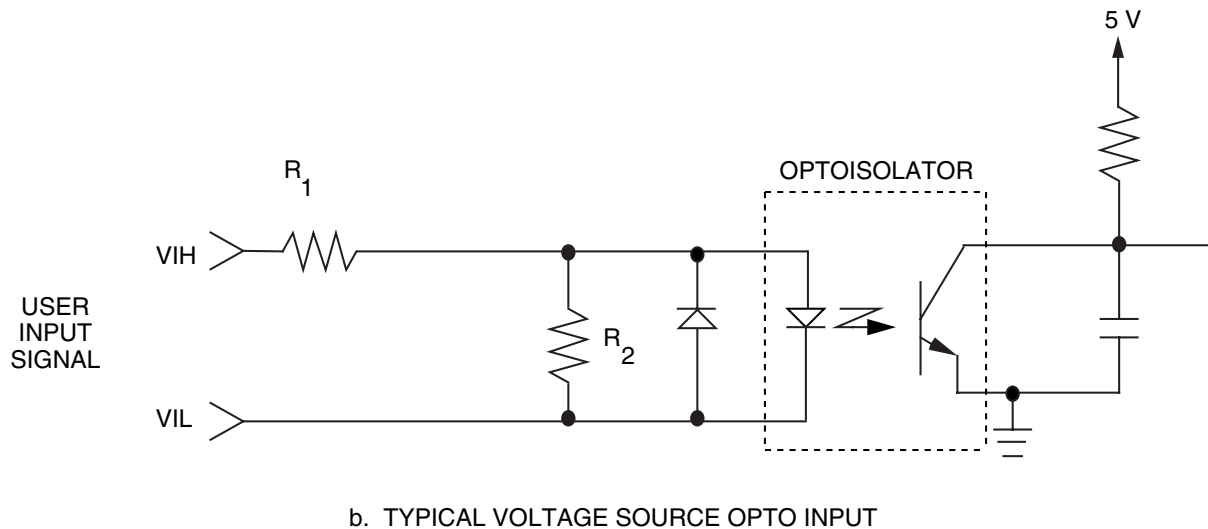 5 V
OPTOISOLATOR
R1
VIH
USER
INPUT
SIGNAL
R2
VIL
b. TYPICAL VOLTAGE SOURCE OPTO INPUT